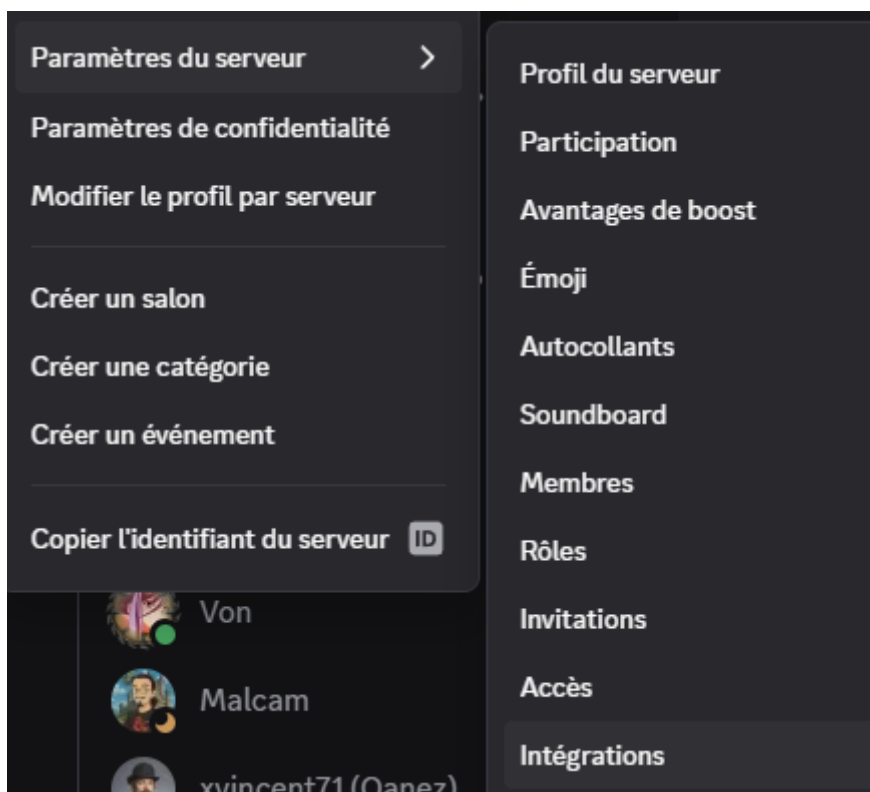 Paramètres du serveur
Paramètres de confidentialité
Modifier le profil par serveur
Créer un salon
Créer une catégorie
Créer un événement
Copier l'identifiant du serveur ID
Von
Malcam
xvincent71 (Qanez)
Profil du serveur
Participation
Avantages de boost
Émoji
Autocollants
Soundboard
Membres
Rôles
Invitations
Accès
Intégrations